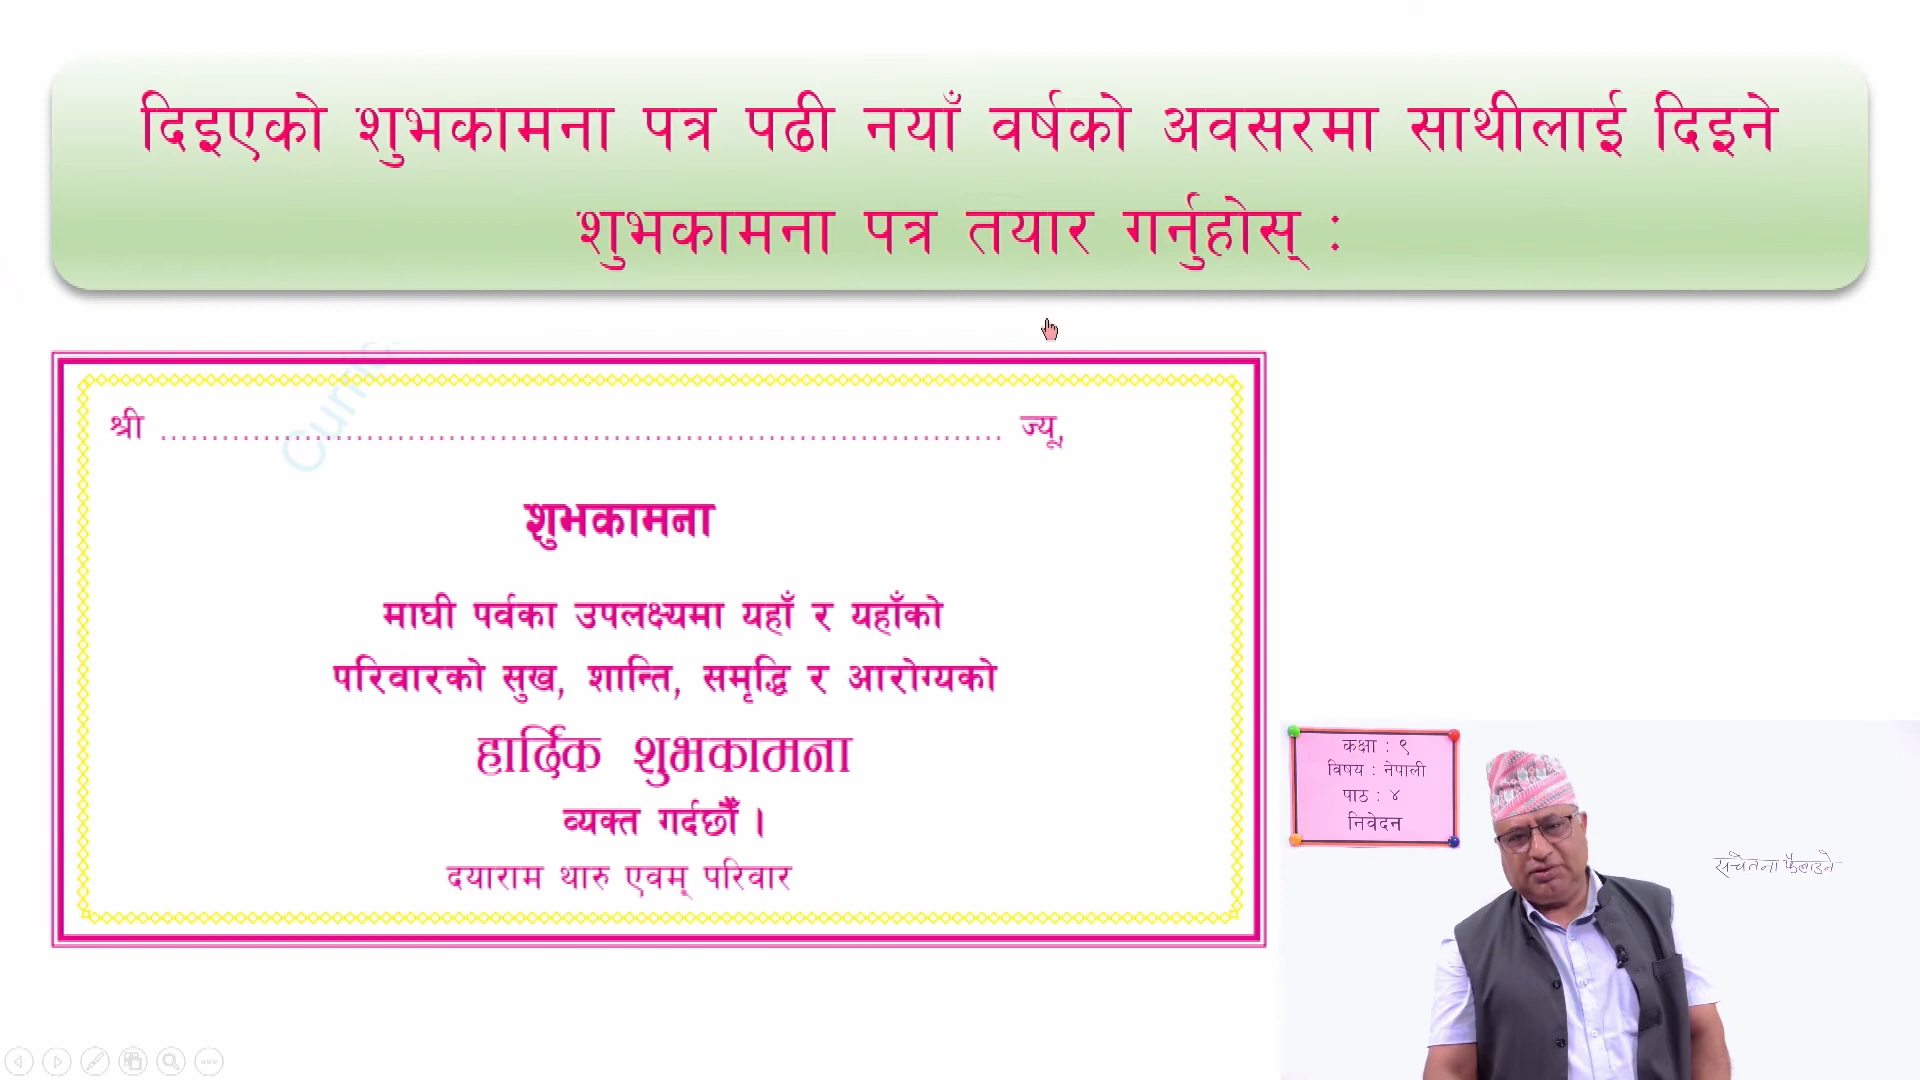 दिइएको शुभकामना पत्र पढी नयाँ वर्षको अवसरमा साथीलाई दिइने
शुभकामना पत्र तयार गर्नुहोस् :
श्री ........................................................................ ज्यू,
शुभकामना
माघी पर्वका उपलक्ष्यमा यहाँ र यहाँको
परिवारको सुख, शान्ति, समृद्धि र आरोग्यको
हार्दिक शुभकामना
व्यक्त गर्दछौँ ।
दयाराम थारु एवम् परिवार
कक्षा : ९
विषय : नेपाली
पाठ : ४
निवेदन
सचेतना फैलाउने